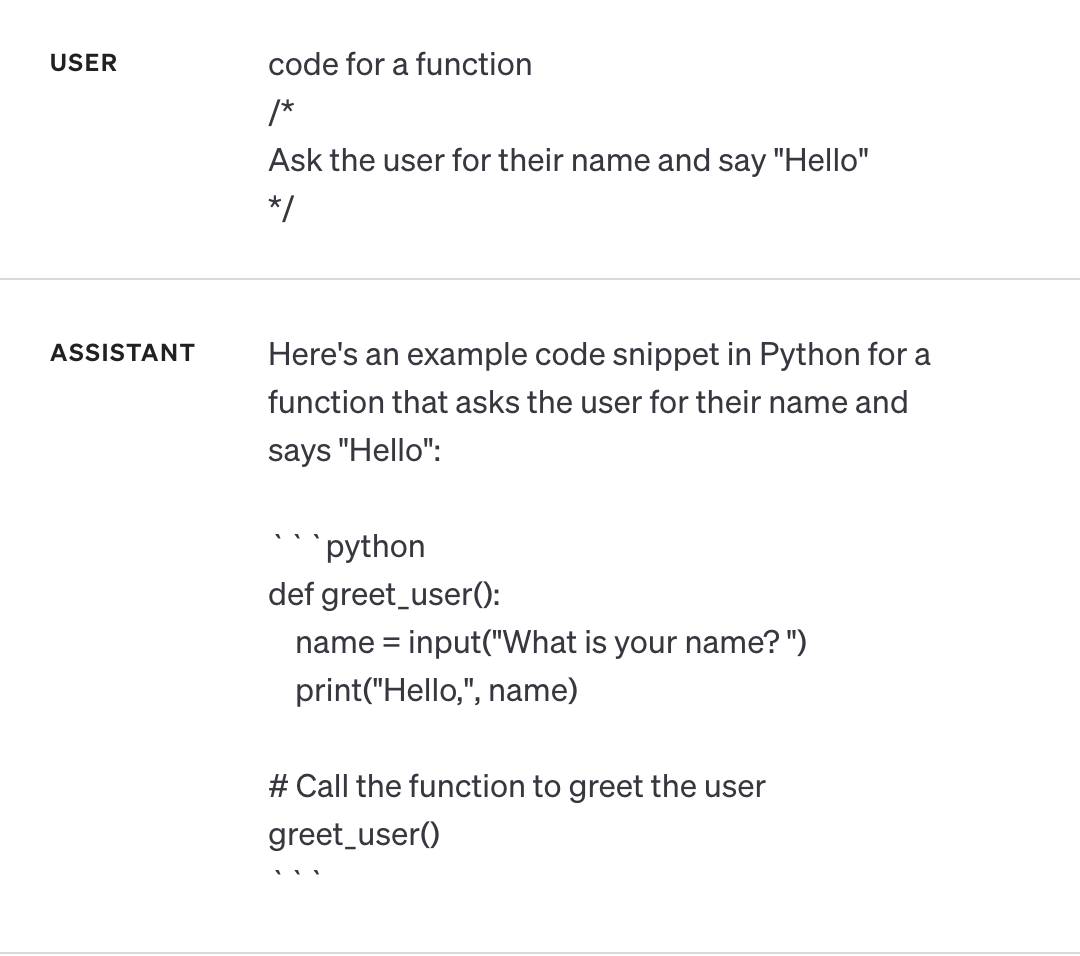 USER
code for a function
/*
Ask the user for their name and say "Hello"
*/
ASSISTANT
Here's an example code snippet in Python for a
function that asks the user for their name and
says "Hello":
```python
def greet_user():
    name = input("What is your name? ")
    print("Hello,", name)
# Call the function to greet the user
greet_user()
```